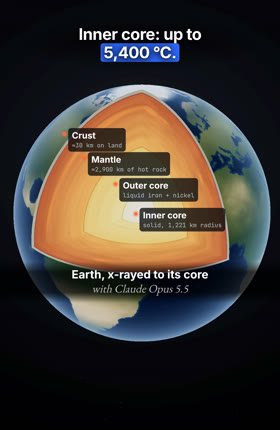 Inner core: up to
5,400 °C.
Crust
≈30 km on land
Mantle
≈2,900 km of hot rock
Outer core
liquid iron + nickel
Inner core
solid, 1,221 km radius
Earth, x-rayed to its core
with Claude Opus 5.5